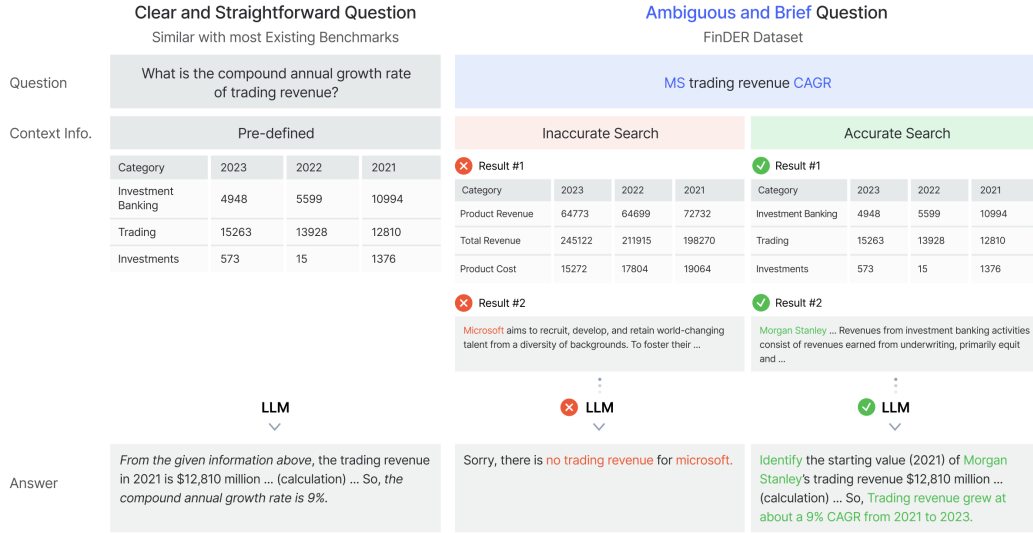 Clear and Straightforward Question
Similar with most Existing Benchmarks
Ambiguous and Brief Question
FinDER Dataset
Question
What is the compound annual growth rate
of trading revenue?
MS trading revenue CAGR
Context Info.
Pre-defined
Inaccurate Search
Accurate Search
Category 2023 2022 2021
Investment
Banking 4948 5599 10994
Trading 15263 13928 12810
Investments 573 15 1376
Result #1
Category 2023 2022 2021
Product Revenue 64773 64699 72732
Total Revenue 245122 211915 198270
Product Cost 15272 17804 19064
Result #2
Microsoft aims to recruit, develop, and retain world-changing
talent from a diversity of backgrounds. To foster their ...
Result #1
Category 2023 2022 2021
Investment Banking 4948 5599 10994
Trading 15263 13928 12810
Investments 573 15 1376
Result #2
Morgan Stanley ... Revenues from investment banking activities
consist of revenues earned from underwriting, primarily equit
and ...
LLM
LLM
LLM
Answer
From the given information above, the trading revenue
in 2021 is $12,810 million ... (calculation) ... So, the
compound annual growth rate is 9%.
Sorry, there is no trading revenue for microsoft.
Identify the starting value (2021) of Morgan
Stanley's trading revenue $12,810 million ...
(calculation) ... So, Trading revenue grew at
about a 9% CAGR from 2021 to 2023.